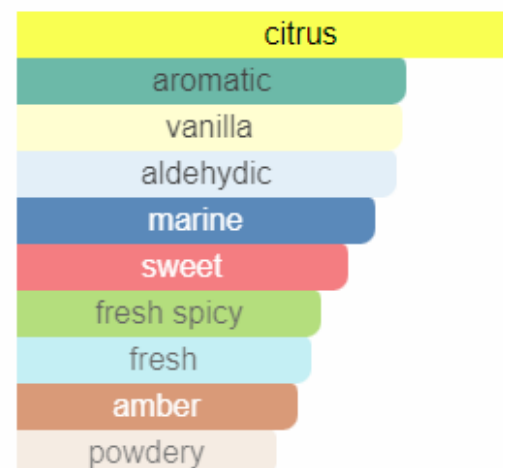 citrus
aromatic
vanilla
aldehydic
marine
sweet
fresh spicy
fresh
amber
powdery